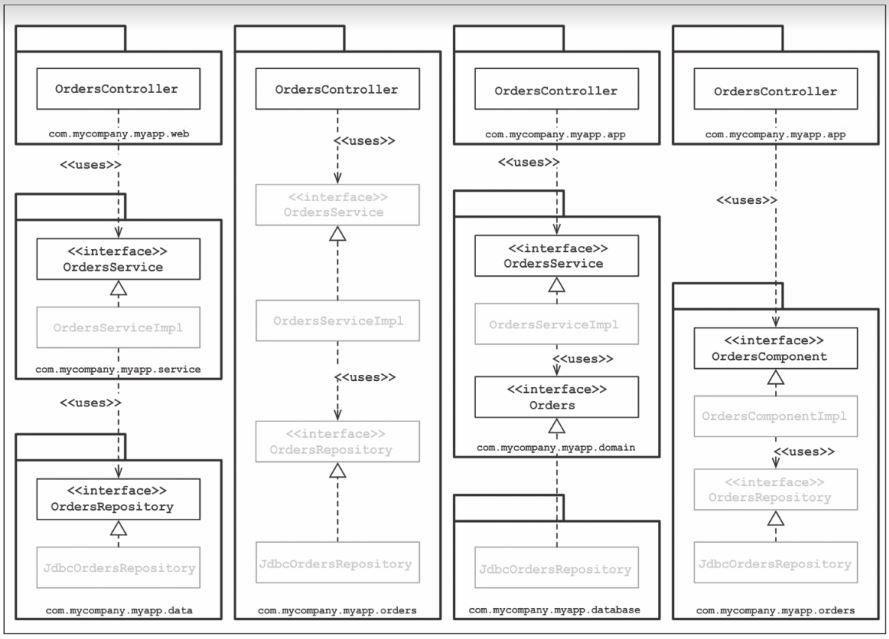 OrdersController
com.mycompany.myapp.web
<<uses>>
<<interface>>
OrdersService
OrdersServiceImpl
com.mycompany.myapp.service
<<uses>>
<<interface>>
OrdersRepository
JdbcOrdersRepository
com.mycompany.myapp.data
OrdersController
<<uses>>
<<interface>>
OrdersService
OrdersServiceImpl
<<uses>>
<<interface>>
OrdersRepository
JdbcOrdersRepository
com.mycompany.myapp.orders
OrdersController
com.mycompany.myapp.app
<<uses>>
<<interface>>
OrdersService
OrdersServiceImpl
<<uses>>
<<interface>>
Orders
com.mycompany.myapp.domain
JdbcOrdersRepository
com.mycompany.myapp.database
OrdersController
com.mycompany.myapp.app
<<uses>>
<<interface>>
OrdersComponent
OrdersComponentImpl
<<uses>>
<<interface>>
OrdersRepository
JdbcOrdersRepository
com.mycompany.myapp.orders